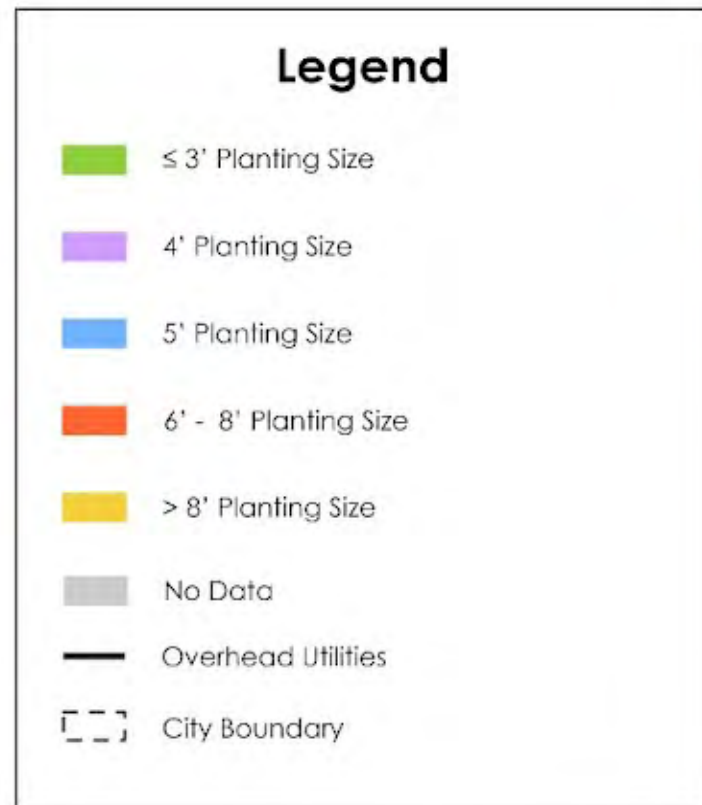 Legend
≤ 3’ Planting Size
4’ Planting Size
5’ Planting Size
6’ - 8’ Planting Size
> 8’ Planting Size
No Data
Overhead Utilities
City Boundary